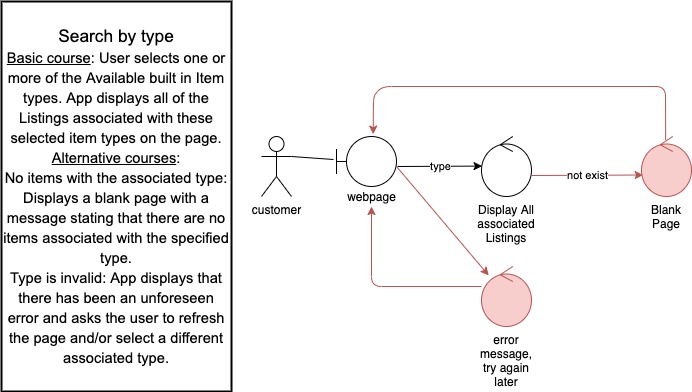 Search by type
Basic course: User selects one or
more of the Available built in Item
types. App displays all of the
Listings associated with these
selected item types on the page.
Alternative courses:
No items with the associated type:
Displays a blank page with a
message stating that there are no
items associated with the specified
type.
Type is invalid: App displays that
there has been an unforeseen
error and asks the user to refresh
the page and/or select a different
associated type.
customer
webpage
type
Display All
associated
Listings
not exist
Blank
Page
error
message,
try again
later